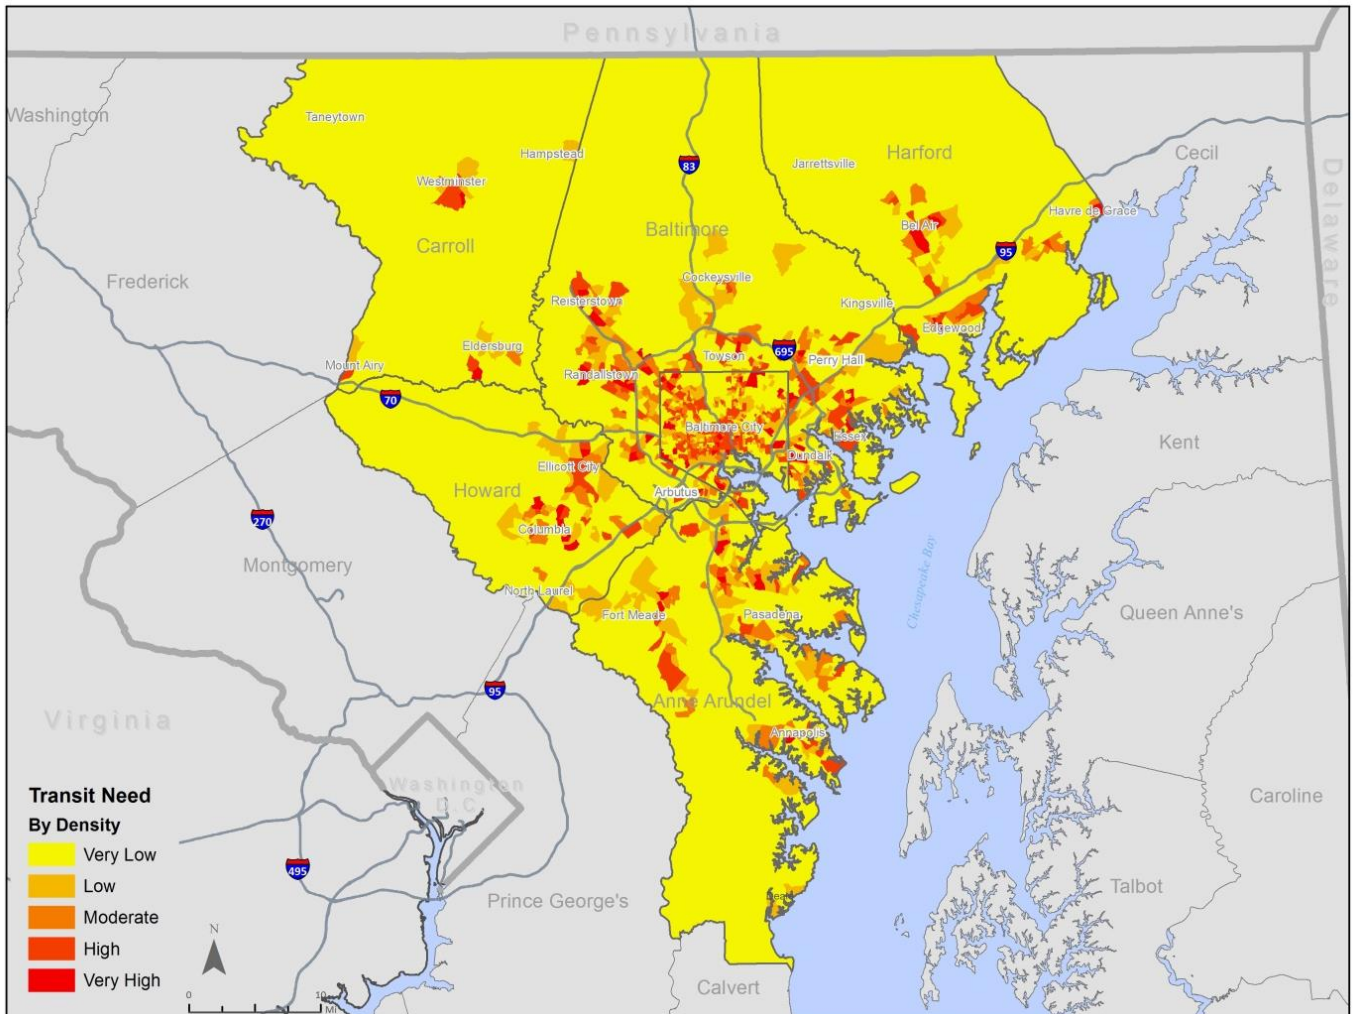 Pennsylvania
Washington
Taneytown
Hampstead
83
Jarrettsville
Harford
Cecil
Delaware
Westminster
Havre de Grace
Bel Air
Baltimore
Carroll
95
Frederick
Cockeysville
Reisterstown
Kingsville
Edgewood
Eldersburg
695
Towson
Perry Hall
Mount Airy
Randallstown
70
Baltimore City
Essex
Kent
Dundalk
Ellicott City
Howard
Arbutus
270
Columbia
Montgomery
Chesapeake Bay
North Laurel
Fort Meade
Pasadena
Queen Anne's
95
Anne Arundel
Virginia
Annapolis
Washington
D.C.
Caroline
Transit Need
By Density
Very Low
Low
Moderate
High
Very High
495
Prince George's
Talbot
Calvert
N
0
10
Mi